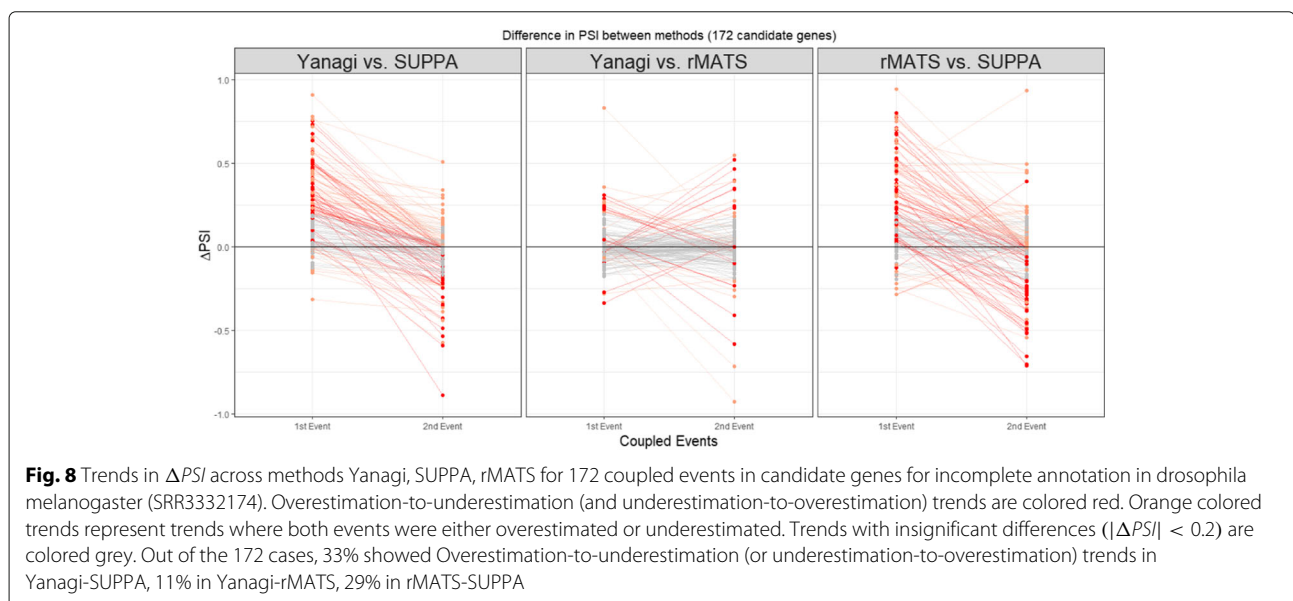 Difference in PSI between methods (172 candidate genes)
Yanagi vs. SUPPA
Yanagi vs. rMATS
rMATS vs. SUPPA
1.0
0.5
0.0
-0.5
-1.0
ΔPSI
1st Event
2nd Event
1st Event
2nd Event
1st Event
2nd Event
Coupled Events
Fig. 8 Trends in ΔPSI across methods Yanagi, SUPPA, rMATS for 172 coupled events in candidate genes for incomplete annotation in drosophila
melanogaster (SRR3332174). Overestimation-to-underestimation (and underestimation-to-overestimation) trends are colored red. Orange colored
trends represent trends where both events were either overestimated or underestimated. Trends with insignificant differences (|ΔPSI| < 0.2) are
colored grey. Out of the 172 cases, 33% showed Overestimation-to-underestimation (or underestimation-to-overestimation) trends in
Yanagi-SUPPA, 11% in Yanagi-rMATS, 29% in rMATS-SUPPA